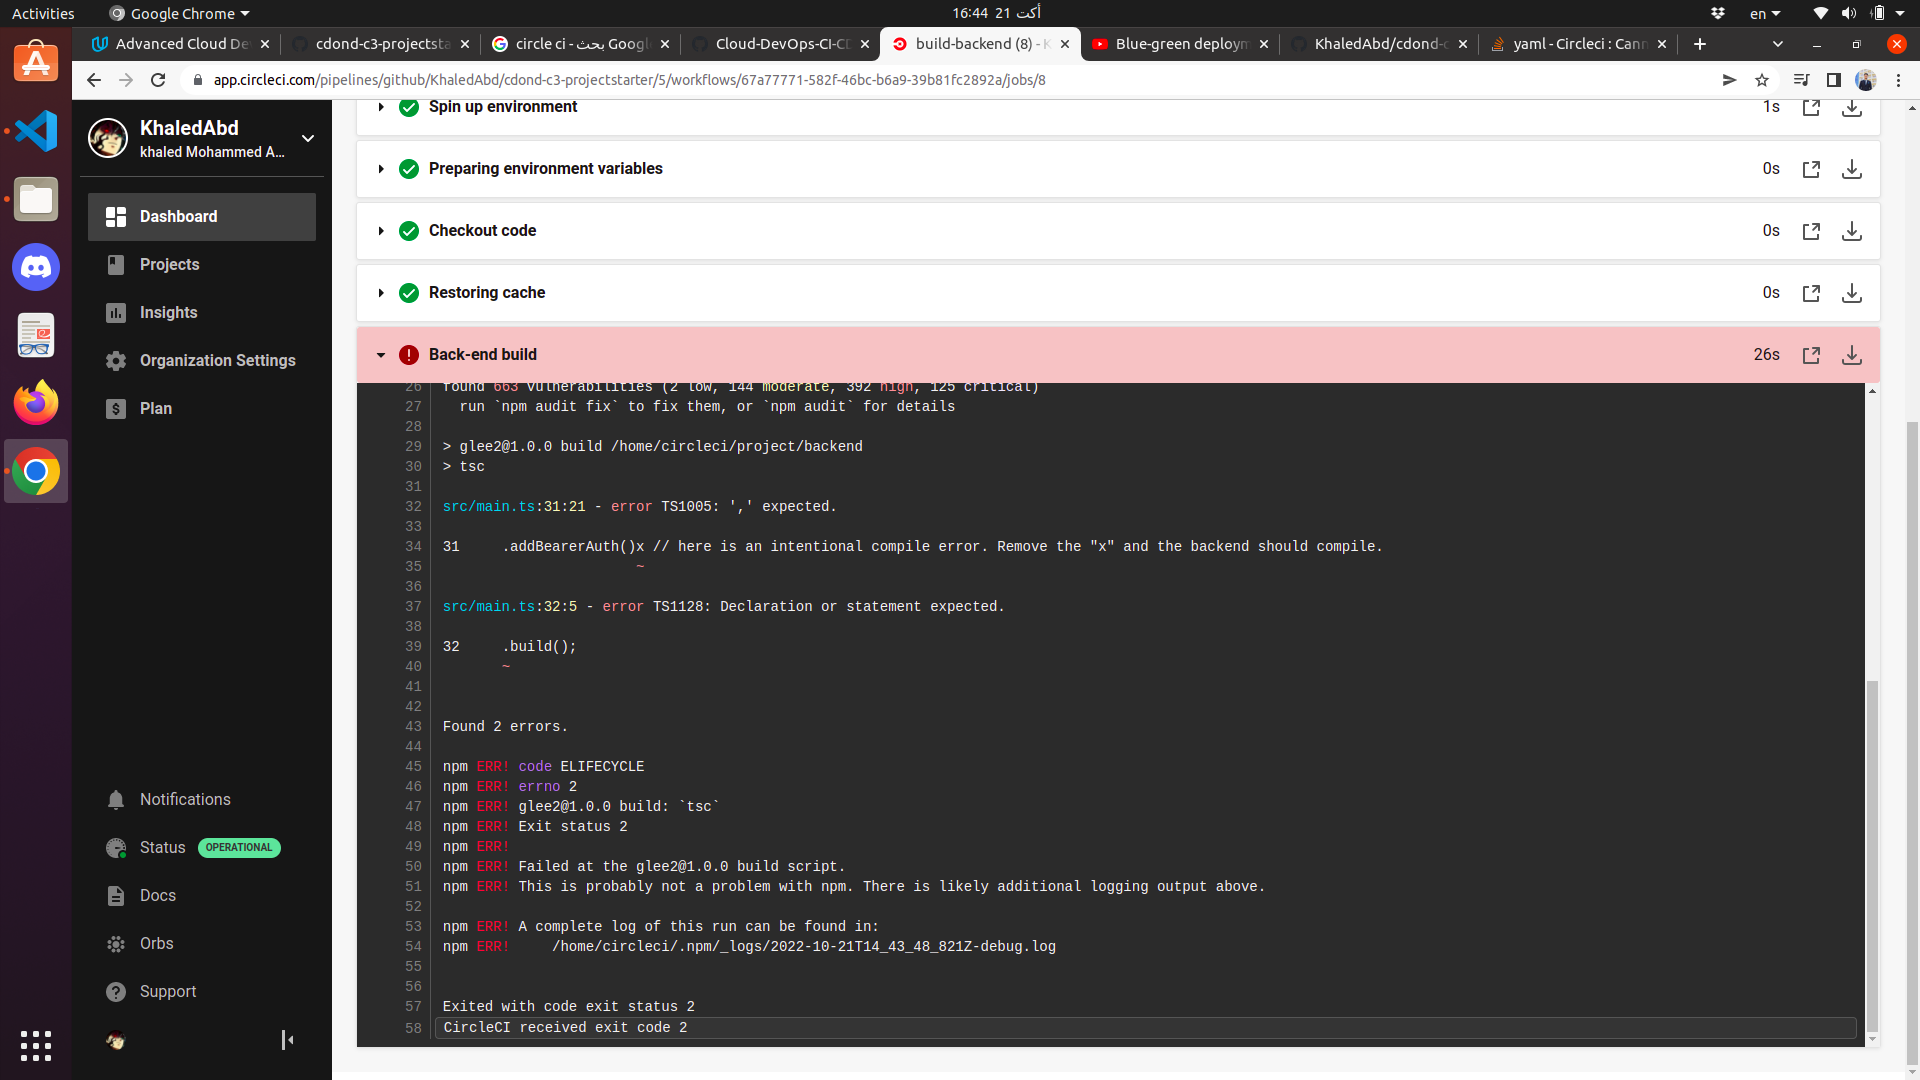 Activities
Google Chrome
16:44 21 أكت
en
Advanced Cloud De
cdond-c3-projectsta
circle ci - بحث Google
Cloud-DevOps-CI-CD
build-backend (8) - K
Blue-green deploym
KhaledAbd/cdond-c
yaml - Circleci : Cann
app.circleci.com/pipelines/github/KhaledAbd/cdond-c3-projectstarter/5/workflows/67a77771-582f-46bc-b6a9-39b81fc2892a/jobs/8
KhaledAbd
khaled Mohammed A...
Dashboard
Projects
Insights
Organization Settings
Plan
Notifications
Status OPERATIONAL
Docs
Orbs
Support
Spin up environment 1s
Preparing environment variables 0s
Checkout code 0s
Restoring cache 0s
Back-end build 26s
26 found 663 vulnerabilities (2 low, 144 moderate, 392 high, 125 critical)
27 run `npm audit fix` to fix them, or `npm audit` for details
28
29 > glee2@1.0.0 build /home/circleci/project/backend
30 > tsc
31
32 src/main.ts:31:21 - error TS1005: ',' expected.
33
34 31 .addBearerAuth()x // here is an intentional compile error. Remove the "x" and the backend should compile.
35 ~
36
37 src/main.ts:32:5 - error TS1128: Declaration or statement expected.
38
39 32 .build();
40 ~
41
42
43 Found 2 errors.
44
45 npm ERR! code ELIFECYCLE
46 npm ERR! errno 2
47 npm ERR! glee2@1.0.0 build: `tsc`
48 npm ERR! Exit status 2
49 npm ERR!
50 npm ERR! Failed at the glee2@1.0.0 build script.
51 npm ERR! This is probably not a problem with npm. There is likely additional logging output above.
52
53 npm ERR! A complete log of this run can be found in:
54 npm ERR! /home/circleci/.npm/_logs/2022-10-21T14_43_48_821Z-debug.log
55
56
57 Exited with code exit status 2
58 CircleCI received exit code 2